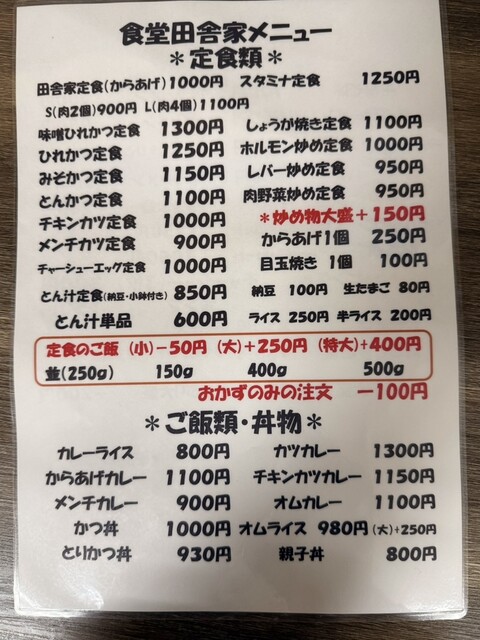 食堂田舎家メニュー
＊定食類＊
田舎家定食(からあげ)1000円 スタミナ定食 1250円
S(肉2個)900円 L(肉4個)1100円
味噌ひれかつ定食 1300円 しょうが焼き定食 1100円
ひれかつ定食 1250円 ホルモン炒め定食 1000円
みそかつ定食 1150円 レバー炒め定食 950円
とんかつ定食 1100円 肉野菜炒め定食 950円
チキンカツ定食 1000円 ＊炒め物大盛＋150円
メンチカツ定食 900円 からあげ1個 250円
チャーシューエッグ定食 1000円 目玉焼き 1個 100円
とん汁定食(納豆・小鉢付き) 850円 納豆 100円 生たまご 80円
とん汁単品 600円 ライス 250円 半ライス 200円
定食のご飯 (小)−50円 (大)＋250円 (特大)＋400円
並(250g) 150g 400g 500g
おかずのみの注文 −100円
＊ご飯類・丼物＊
カレーライス 800円 カツカレー 1300円
からあげカレー 1100円 チキンカツカレー 1150円
メンチカレー 900円 オムカレー 1100円
かつ丼 1000円 オムライス 980円 (大)＋250円
とりかつ丼 930円 親子丼 800円